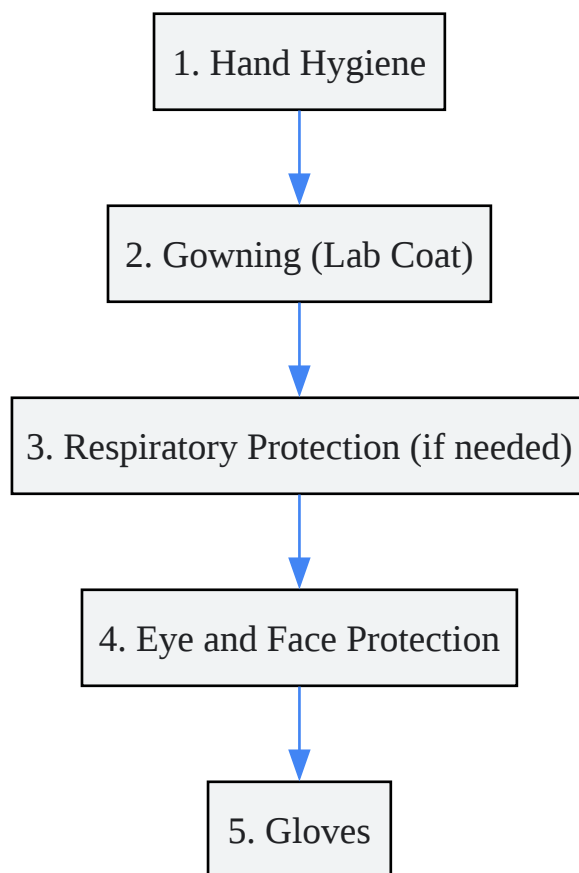 1. Hand Hygiene
2. Gowning (Lab Coat)
3. Respiratory Protection (if needed)
4. Eye and Face Protection
5. Gloves